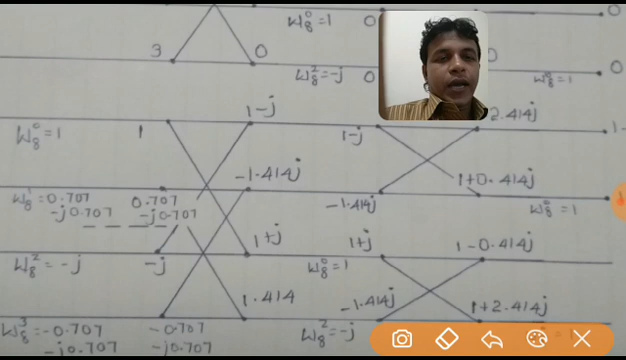 W₈⁰=1 0 0
3 0 0 0
W₈²=-j 0 W₈⁰=1
1-j 2.414j
W₈⁰=1 1 1-j 1-
-1.414j 1+0.414j
W₈¹=0.707 0.707 -1.414j W₈⁰=1
-j0.707 -j0.707
1+j 1+j 1-0.414j
W₈²=-j -j W₈⁰=1
1.414 -1.414j 1+2.414j
W₈³=-0.707 -0.707 W₈²=-j
-j0.707 -j0.707